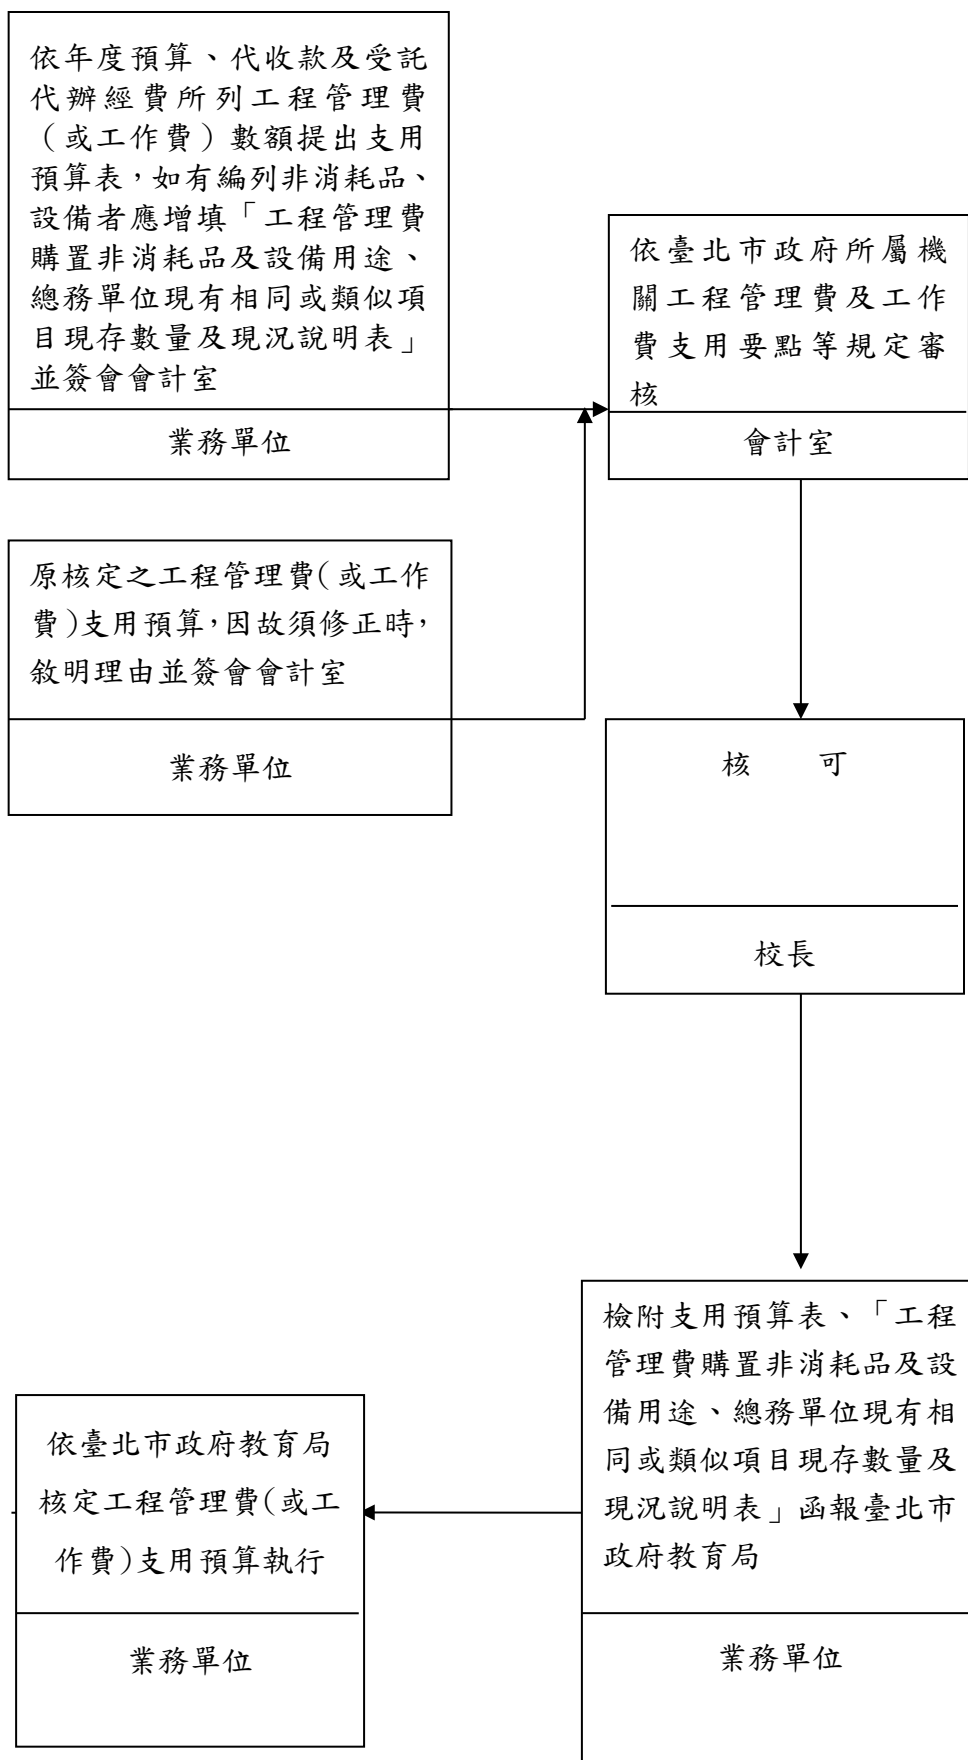 依年度預算、代收款及受託
代辦經費所列工程管理費
（或工作費）數額提出支用
預算表，如有編列非消耗品、
設備者應增填「工程管理費
購置非消耗品及設備用途、
總務單位現有相同或類似項
目現存數量及現況說明表」
並簽會會計室
業務單位
依臺北市政府所屬機
關工程管理費及工作
費支用要點等規定審
核
會計室
原核定之工程管理費(或工作
費)支用預算，因故須修正時，
敘明理由並簽會會計室
業務單位
核　可
校長
檢附支用預算表、「工程
管理費購置非消耗品及設
備用途、總務單位現有相
同或類似項目現存數量及
現況說明表」函報臺北市
政府教育局
業務單位
依臺北市政府教育局
核定工程管理費(或工
作費)支用預算執行
業務單位